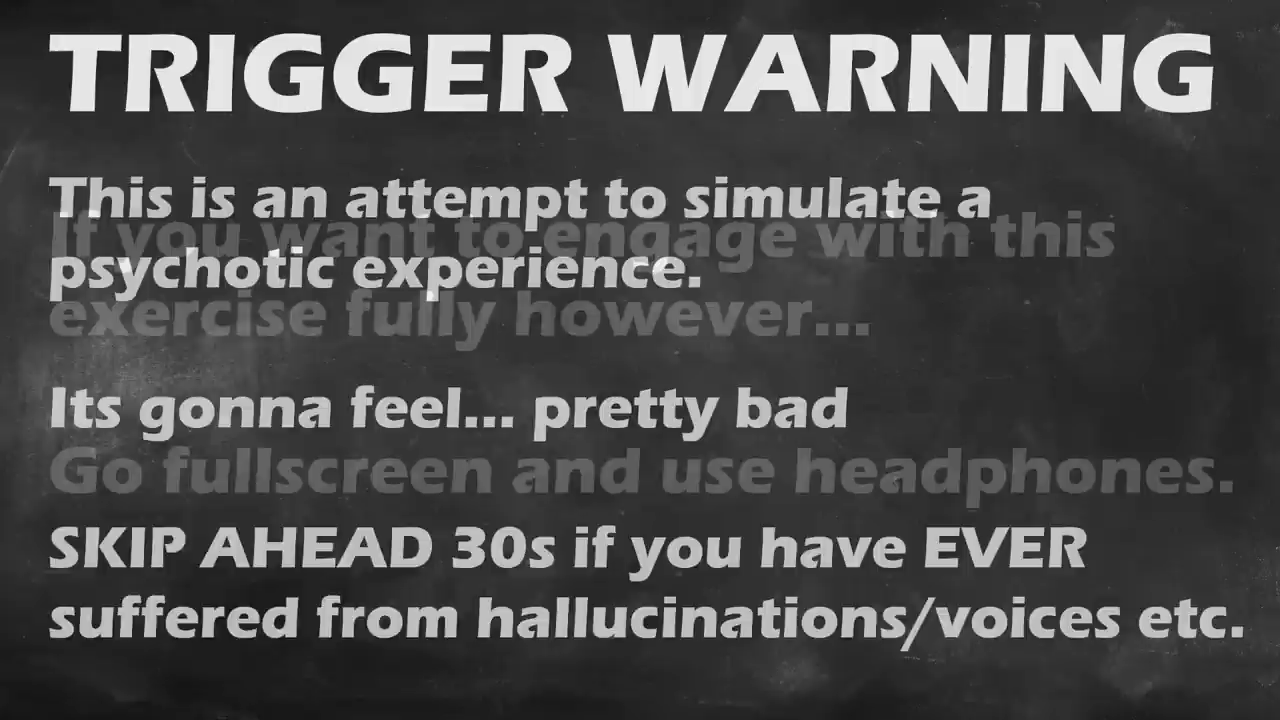 TRIGGER WARNING
This is an attempt to simulate a
If you want to engage with this
psychotic experience.
exercise fully however...
Its gonna feel... pretty bad
Go fullscreen and use headphones.
SKIP AHEAD 30s if you have EVER
suffered from hallucinations/voices etc.